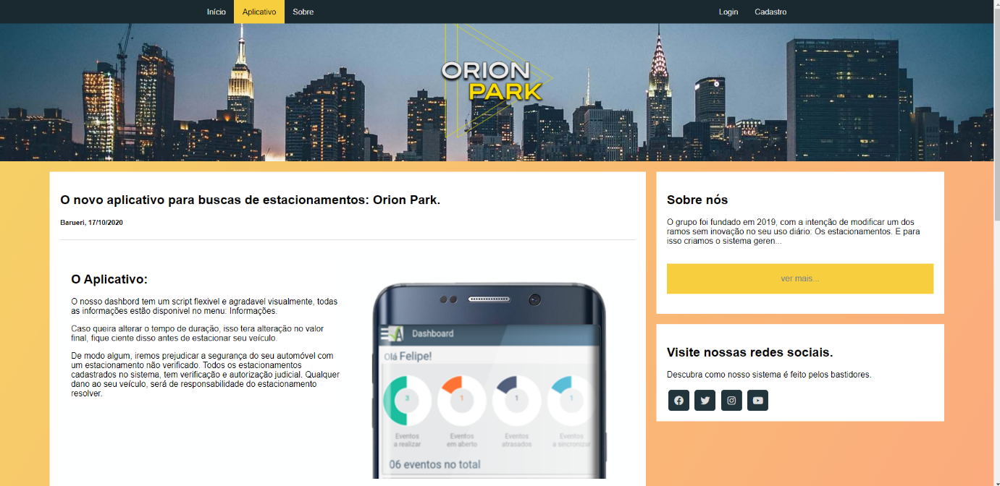 Início Aplicativo Sobre Login Cadastro
ORION
PARK
O novo aplicativo para buscas de estacionamentos: Orion Park.
Barueri, 17/10/2020
O Aplicativo:
O nosso dashbord tem um script flexivel e agradavel visualmente, todas
as informações estão disponivel no menu: Informações.
Caso queira alterar o tempo de duração, isso tera alteração no valor
final, fique ciente disso antes de estacionar seu veículo.
De modo algum, iremos prejudicar a segurança do seu automóvel com
um estacionamento não verificado. Todos os estacionamentos
cadastrados no sistema, tem verificação e autorização judicial. Qualquer
dano ao seu veículo, será de responsabilidade do estacionamento
resolver.
Dashboard
Olá Felipe!
3 1 1 1
Eventos
a realizar
Eventos
em aberto
Eventos
atrasados
Eventos
a sincronizar
06 eventos no total
Sobre nós
O grupo foi fundado em 2019, com a intenção de modificar um dos
ramos sem inovação no seu uso diário: Os estacionamentos. E para
isso criamos o sistema geren...
ver mais...
Visite nossas redes sociais.
Descubra como nosso sistema é feito pelos bastidores.